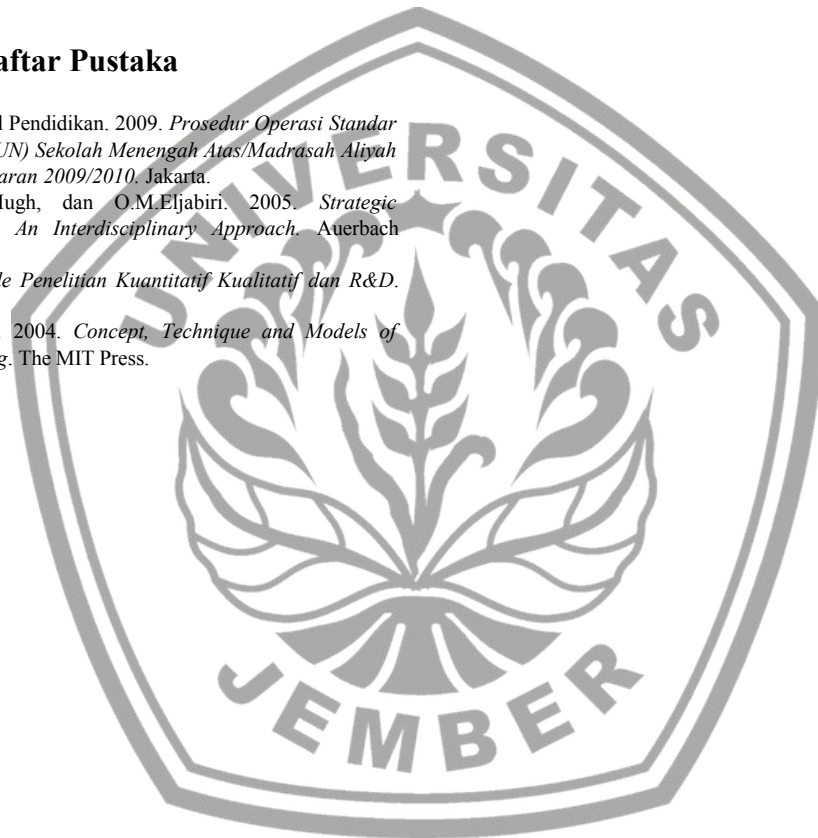 aftar Pustaka
l Pendidikan. 2009. Prosedur Operasi Standar
UN) Sekolah Menengah Atas/Madrasah Aliyah
aran 2009/2010. Jakarta.
Hugh, dan O.M.Eljabiri. 2005. Strategic
An Interdisciplinary Approach. Auerbach
le Penelitian Kuantitatif Kualitatif dan R&D.
2004. Concept, Technique and Models of
g. The MIT Press.
UNIVERSITAS
JEMBER